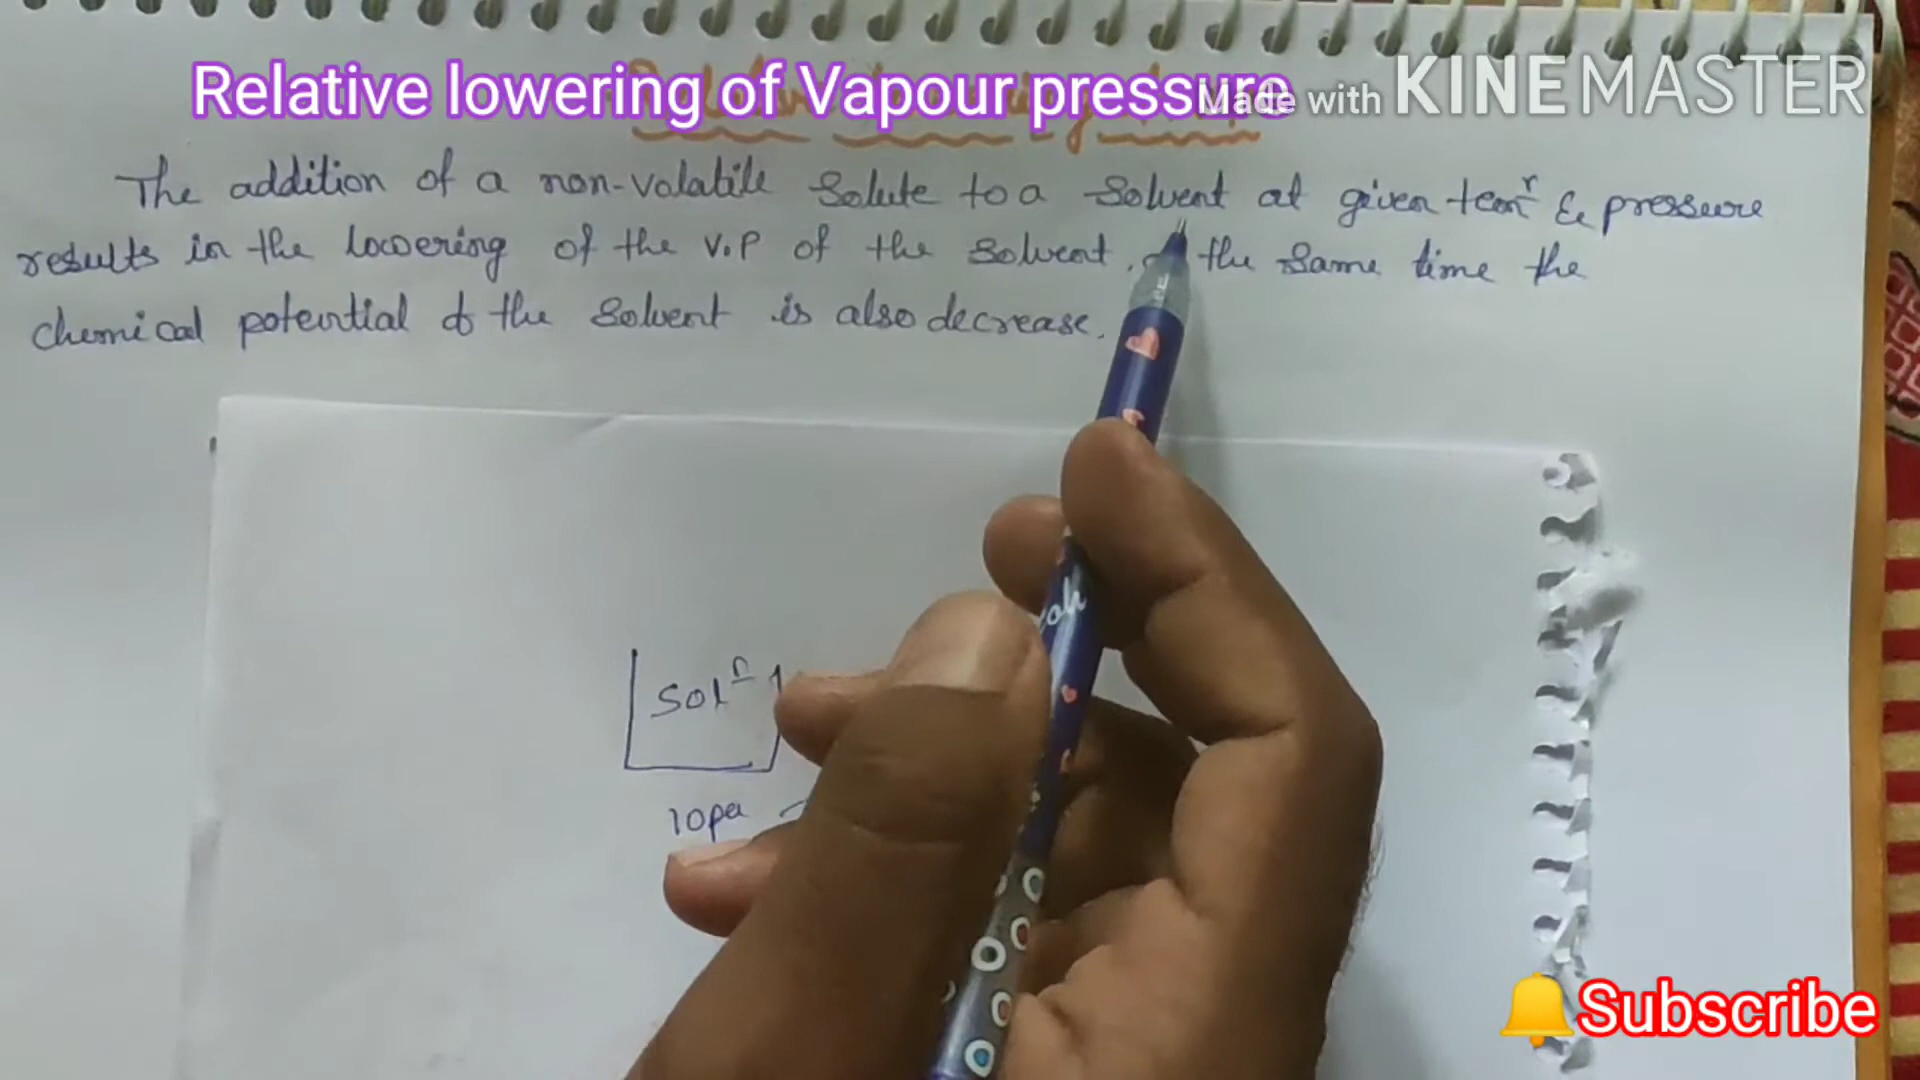 Relative lowering of Vapour pressure
Made with KINEMASTER
The addition of a non-volatile solute to a solvent at given temʳ & pressure
results in the lowering of the V.P of the solvent. the same time the
chemical potential of the solvent is also decrease.
Solⁿ
10pa
Subscribe